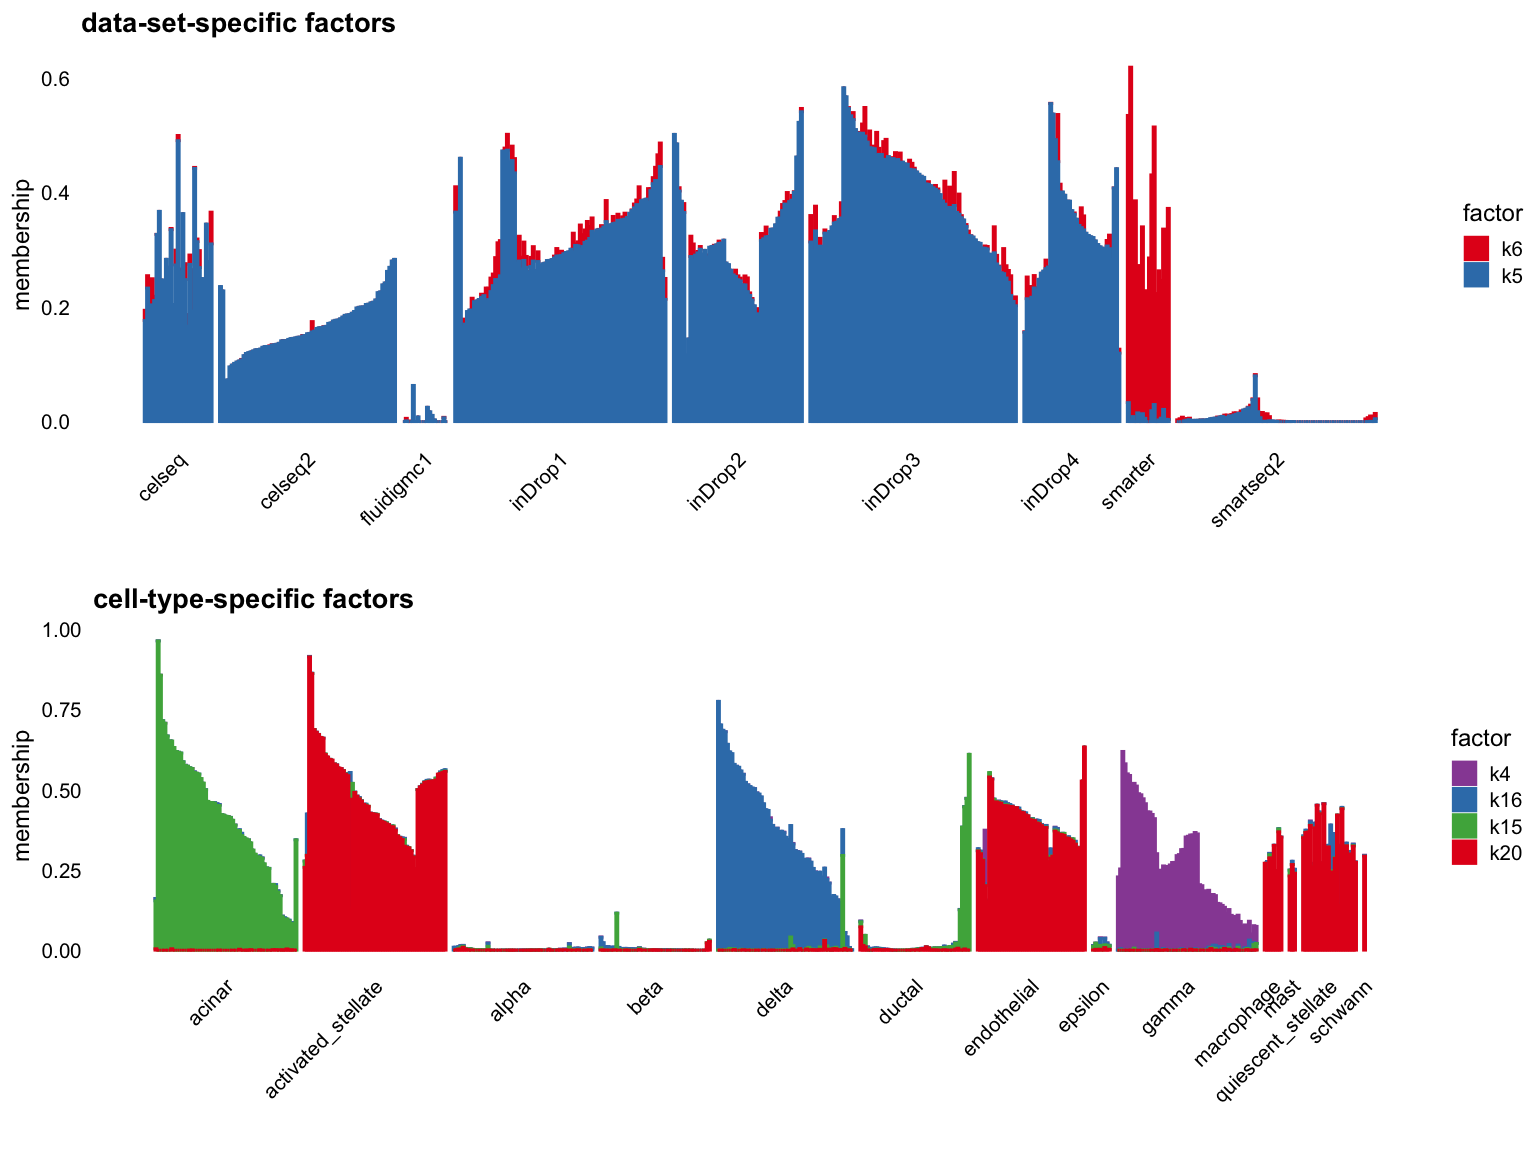 data-set-specific factors
membership
0.6
0.4
0.2
0.0
celseq
celseq2
fluidigmc1
inDrop1
inDrop2
inDrop3
inDrop4
smarter
smartseq2
factor
k6
k5
cell-type-specific factors
membership
1.00
0.75
0.50
0.25
0.00
acinar
activated_stellate
alpha
beta
delta
ductal
endothelial
epsilon
gamma
macrophage
mast
quiescent_stellate
schwann
factor
k4
k16
k15
k20